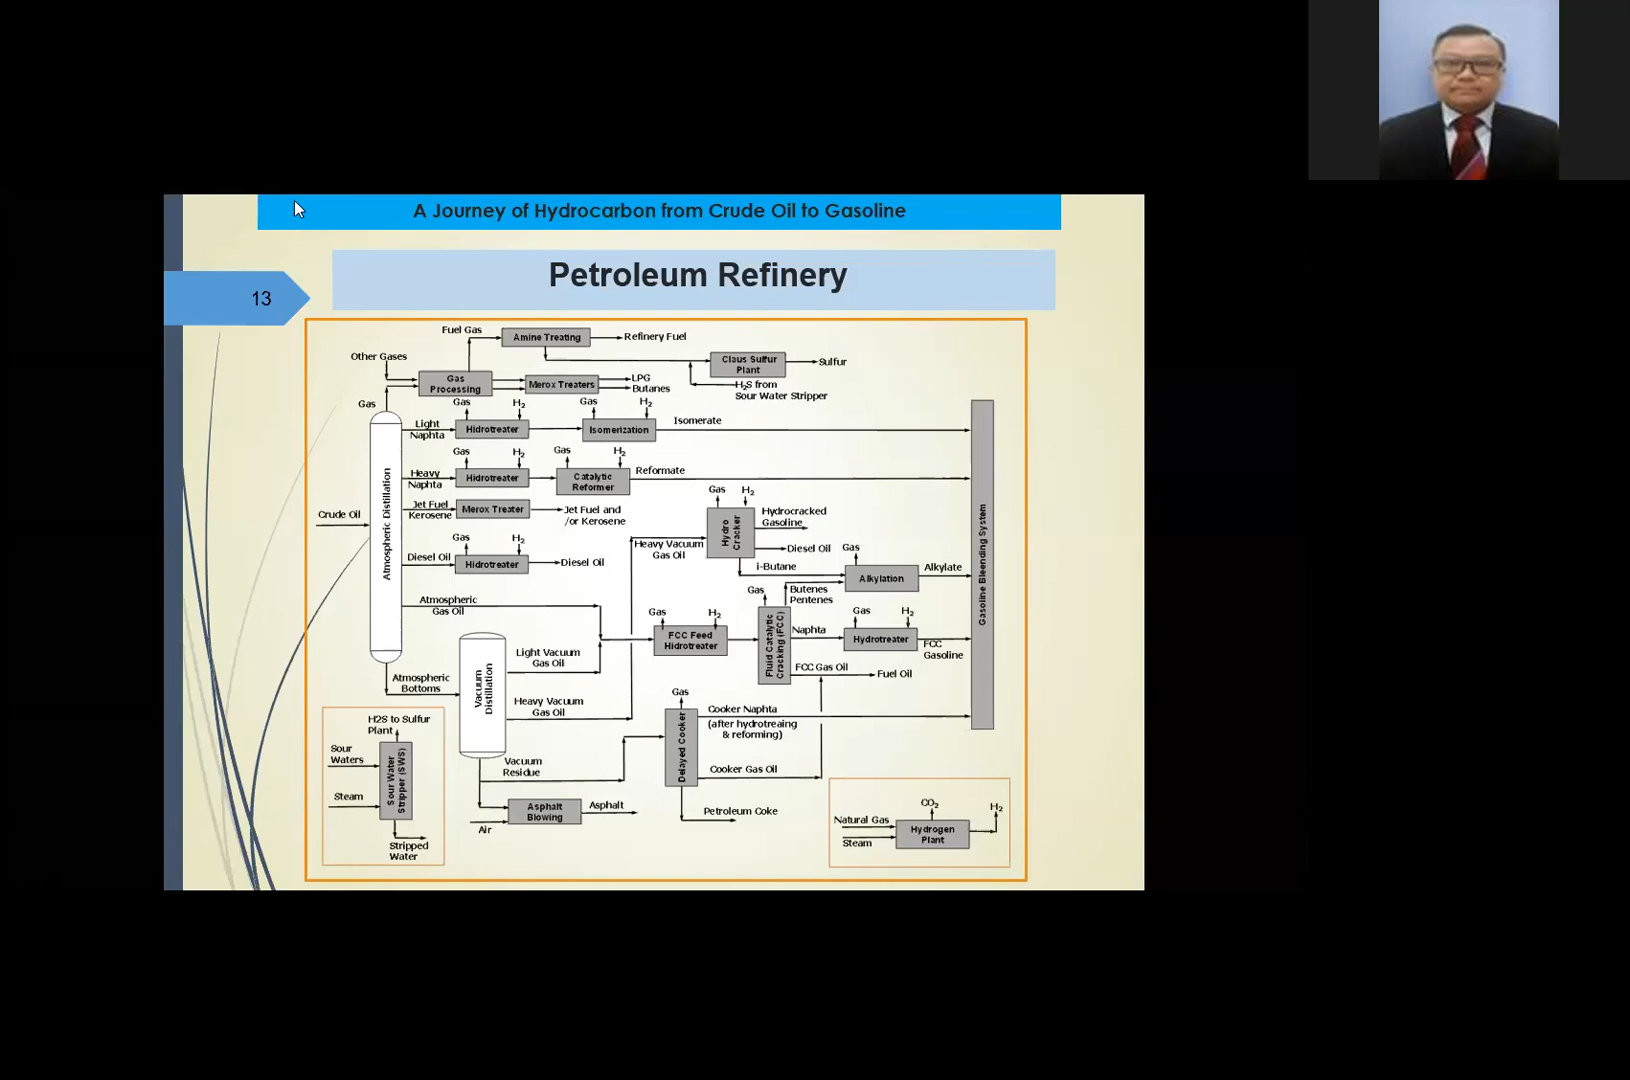 A Journey of Hydrocarbon from Crude Oil to Gasoline
Petroleum Refinery
13
Fuel Gas
Amine Treating
Refinery Fuel
Other Gases
Claus Sulfur
Plant
Sulfur
Gas
Processing
Merox Treaters
LPG
Butanes
H2S from
Sour Water Stripper
Gas
Gas
H2
Gas
H2
Light
Naphta
Hidrotreater
Isomerization
Isomerate
Gas
H2
Gas
H2
Heavy
Naphta
Hidrotreater
Catalytic
Reformer
Reformate
Jet Fuel
Kerosene
Merox Treater
Jet Fuel and
/or Kerosene
Crude Oil
Atmospheric Distillation
Gas
H2
Hydro
Cracker
Hydrocracked
Gasoline
Heavy Vacuum
Gas Oil
Diesel Oil
i-Butane
Gas
H2
Diesel Oil
Hidrotreater
Diesel Oil
Gas
Alkylation
Alkylate
Gasoline Bleending System
Butenes
Pentenes
Atmospheric
Gas Oil
Gas
H2
FCC Feed
Hidrotreater
Gas
Fluid Catalytic
Cracking (FCC)
Naphta
Gas
H2
Hydrotreater
FCC
Gasoline
FCC Gas Oil
Fuel Oil
Atmospheric
Bottoms
Vacuum
Distillation
Light Vacuum
Gas Oil
Heavy Vacuum
Gas Oil
Gas
Delayed Cooker
Cooker Naphta
(after hydrotreaing
& reforming)
Cooker Gas Oil
Petroleum Coke
Vacuum
Residue
Asphalt
Blowing
Asphalt
Air
H2S to Sulfur
Plant
Sour
Waters
Sour Water
Stripper (SWS)
Steam
Stripped
Water
CO2
H2
Natural Gas
Steam
Hydrogen
Plant